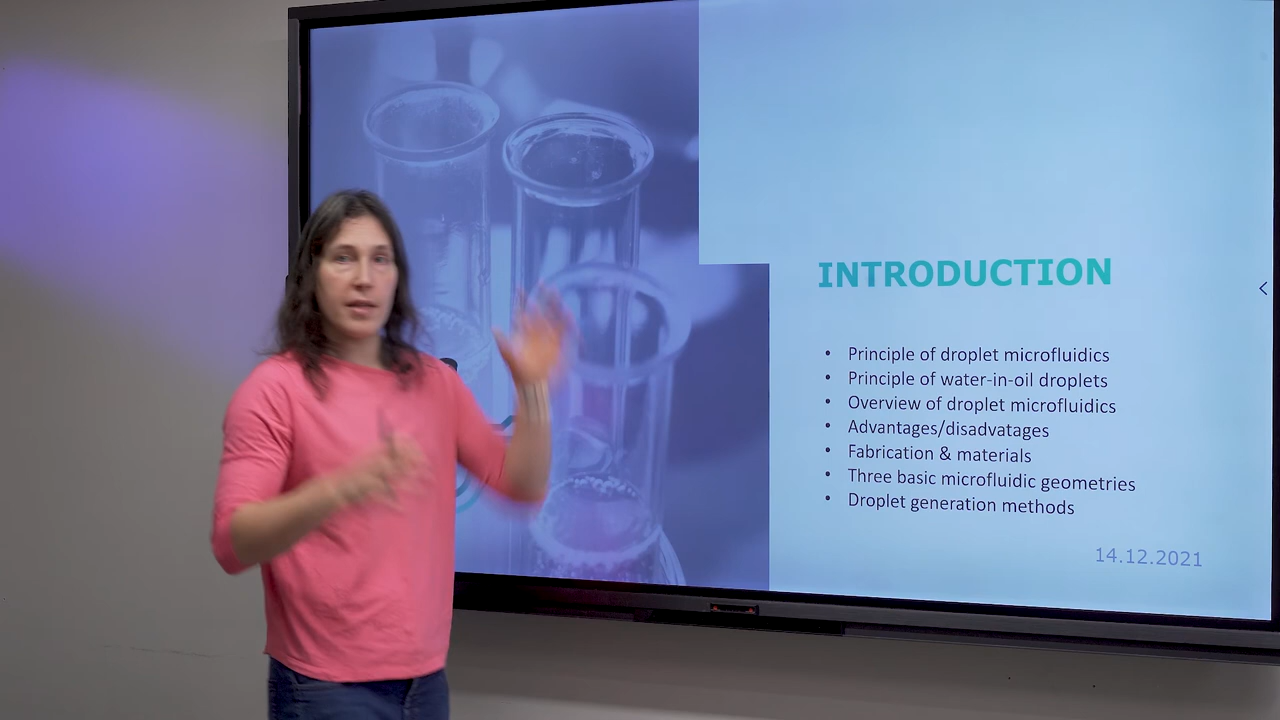 INTRODUCTION
• Principle of droplet microfluidics
• Principle of water-in-oil droplets
• Overview of droplet microfluidics
• Advantages/disadvatages
• Fabrication & materials
• Three basic microfluidic geometries
• Droplet generation methods
14.12.2021